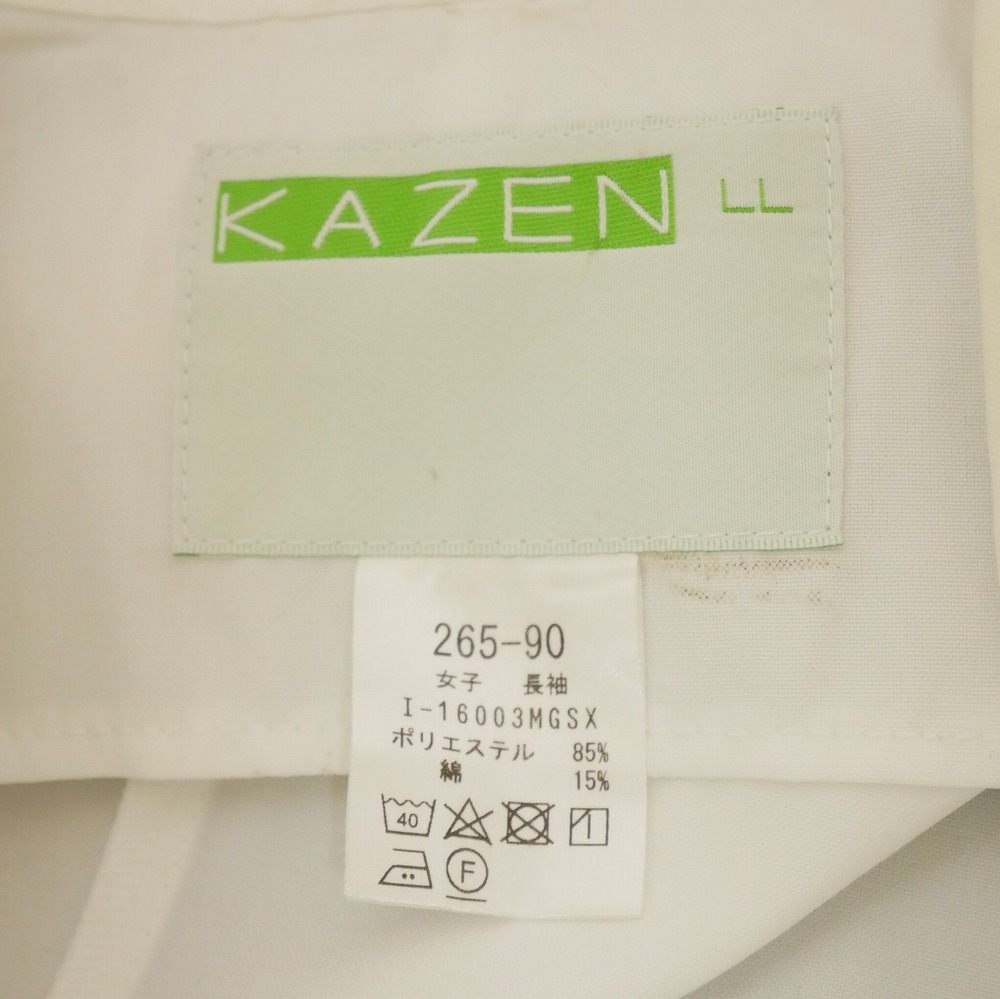 KAZEN LL
265-90
女子 長袖
I-16003MGSX
ポリエステル 85%
綿 15%
40
F